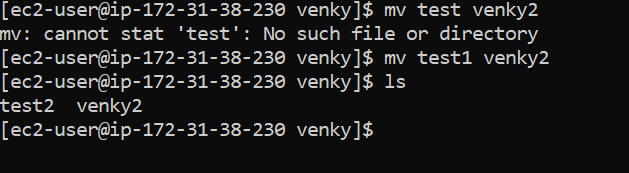 [ec2-user@ip-172-31-38-230 venky]$ mv test venky2
mv: cannot stat 'test': No such file or directory
[ec2-user@ip-172-31-38-230 venky]$ mv test1 venky2
[ec2-user@ip-172-31-38-230 venky]$ ls
test2  venky2
[ec2-user@ip-172-31-38-230 venky]$